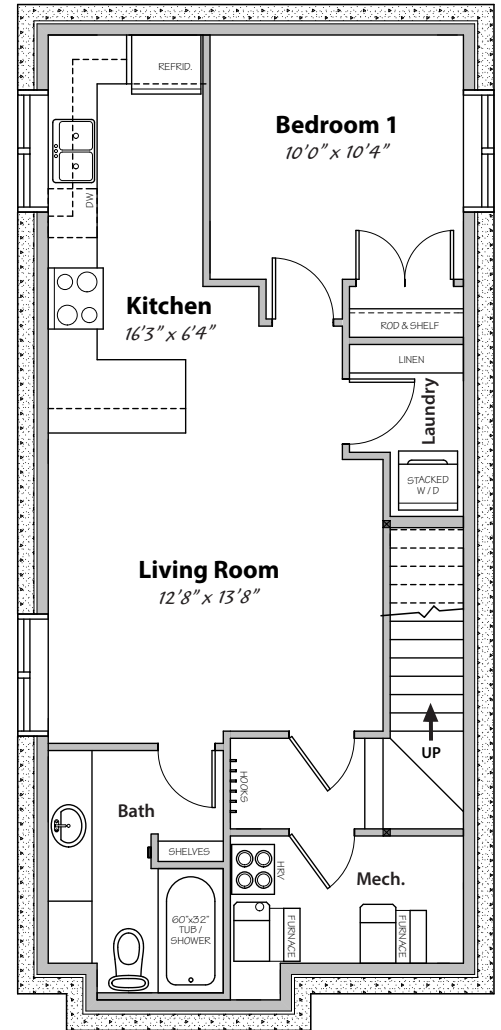 REFRID.
Bedroom 1
10'0" x 10'4"
DW
Kitchen
16'3" x 6'4"
ROD & SHELF
LINEN
Laundry
STACKED
W / D
Living Room
12'8" x 13'8"
UP
HOOKS
Bath
SHELVES
HRV
Mech.
60"x32"
TUB /
SHOWER
FURNACE
FURNACE